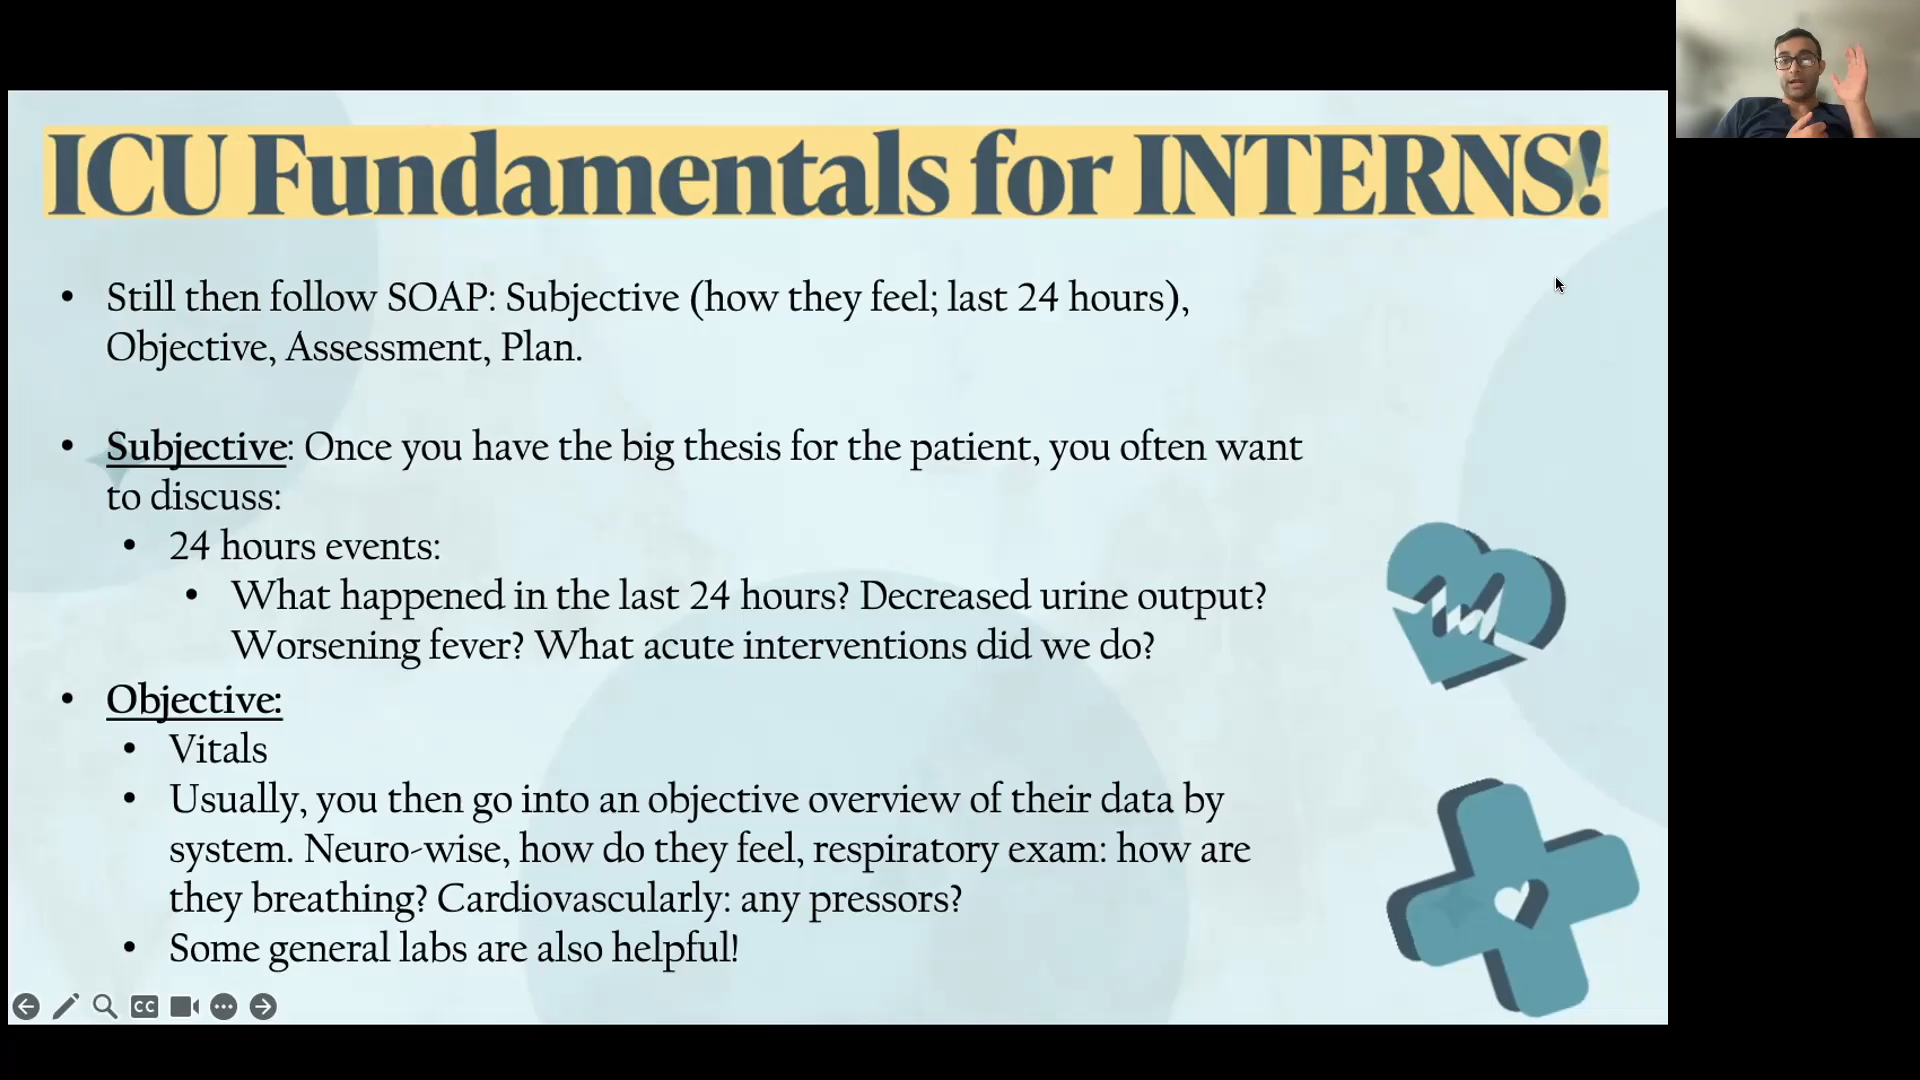 ICU Fundamentals for INTERNS!
• Still then follow SOAP: Subjective (how they feel; last 24 hours),
Objective, Assessment, Plan.
• Subjective: Once you have the big thesis for the patient, you often want
to discuss:
• 24 hours events:
• What happened in the last 24 hours? Decreased urine output?
Worsening fever? What acute interventions did we do?
• Objective:
• Vitals
• Usually, you then go into an objective overview of their data by
system. Neuro-wise, how do they feel, respiratory exam: how are
they breathing? Cardiovascularly: any pressors?
• Some general labs are also helpful!
CC